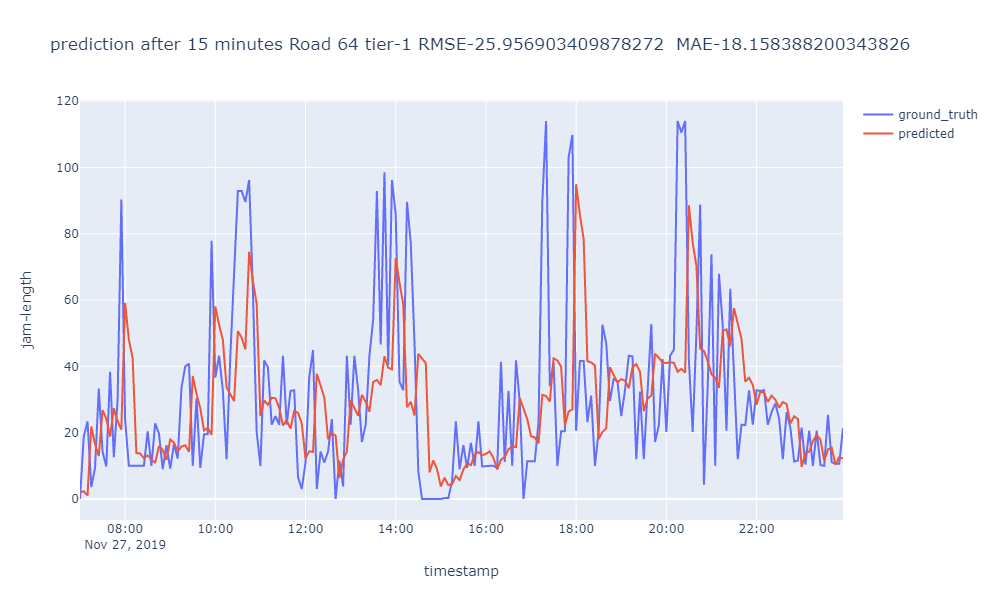 prediction after 15 minutes Road 64 tier-1 RMSE-25.956903409878272  MAE-18.158388200343826
ground_truth
predicted
120
100
80
60
40
20
0
jam-length
08:00 10:00 12:00 14:00 16:00 18:00 20:00 22:00
Nov 27, 2019
timestamp